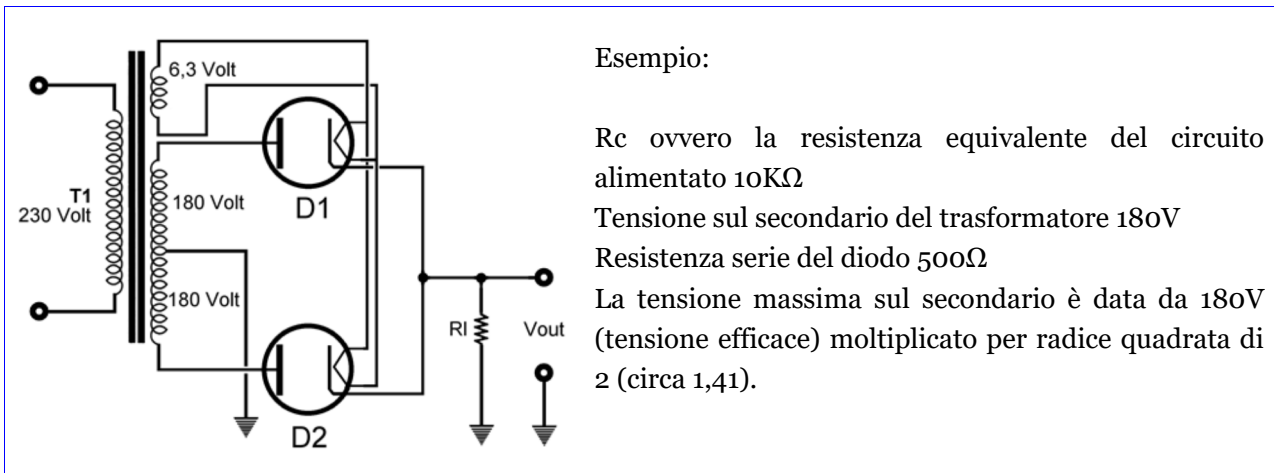 6,3 Volt
T1
230 Volt
180 Volt
D1
180 Volt
Rl
Vout
D2
Esempio:
Rc ovvero la resistenza equivalente del circuito
alimentato 10KΩ
Tensione sul secondario del trasformatore 180V
Resistenza serie del diodo 500Ω
La tensione massima sul secondario è data da 180V
(tensione efficace) moltiplicato per radice quadrata di
2 (circa 1,41).